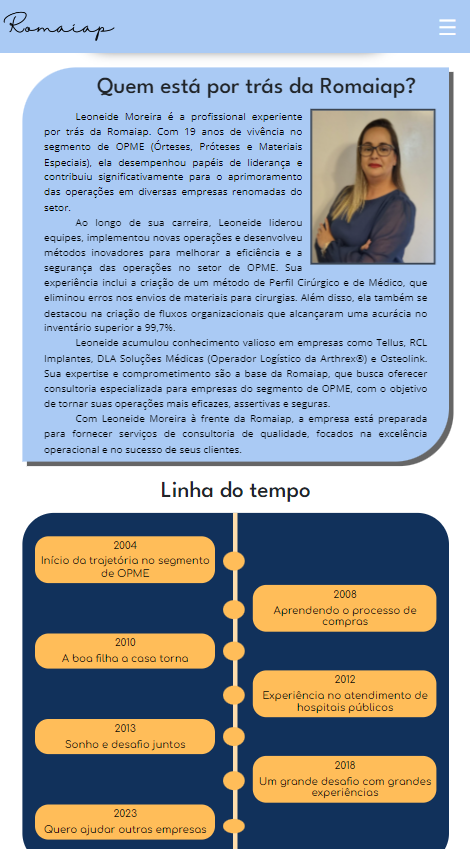 Romaiap
Quem está por trás da Romaiap?
Leoneide Moreira é a profissional experiente
por trás da Romaiap. Com 19 anos de vivência no
segmento de OPME (Órteses, Próteses e Materiais
Especiais), ela desempenhou papéis de liderança e
contribuiu significativamente para o aprimoramento
das operações em diversas empresas renomadas do
setor.
Ao longo de sua carreira, Leoneide liderou
equipes, implementou novas operações e desenvolveu
métodos inovadores para melhorar a eficiência e a
segurança das operações no setor de OPME. Sua
experiência inclui a criação de um método de Perfil Cirúrgico e de Médico, que
eliminou erros nos envios de materiais para cirurgias. Além disso, ela também se
destacou na criação de fluxos organizacionais que alcançaram uma acurácia no
inventário superior a 99,7%.
Leoneide acumulou conhecimento valioso em empresas como Tellus, RCL
Implantes, DLA Soluções Médicas (Operador Logístico da Arthrex®) e Osteolink.
Sua expertise e comprometimento são a base da Romaiap, que busca oferecer
consultoria especializada para empresas do segmento de OPME, com o objetivo
de tornar suas operações mais eficazes, assertivas e seguras.
Com Leoneide Moreira à frente da Romaiap, a empresa está preparada
para fornecer serviços de consultoria de qualidade, focados na excelência
operacional e no sucesso de seus clientes.
Linha do tempo
2004
Início da trajetória no segmento
de OPME
2008
Aprendendo o processo de
compras
2010
A boa filha a casa torna
2012
Experiência no atendimento de
hospitais públicos
2013
Sonho e desafio juntos
2018
Um grande desafio com grandes
experiências
2023
Quero ajudar outras empresas